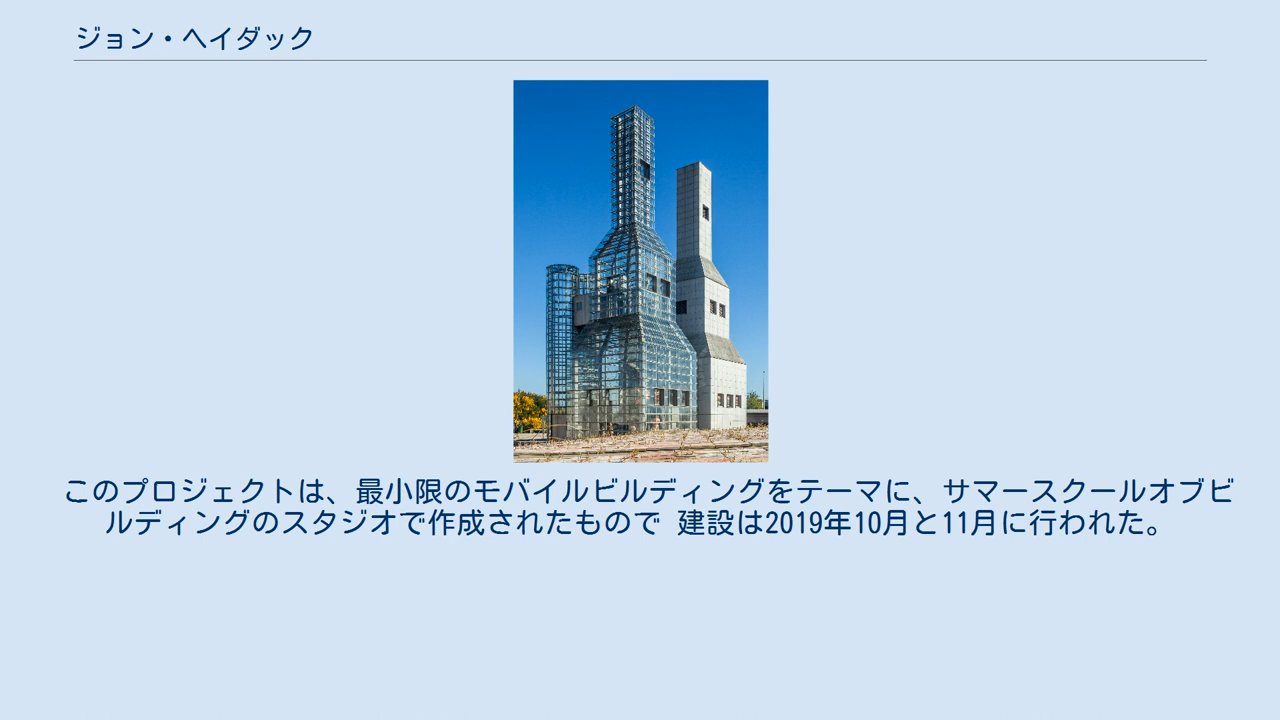 ジョン・ヘイダック
このプロジェクトは、最小限のモバイルビルディングをテーマに、サマースクールオブビ
ルディングのスタジオで作成されたもので 建設は2019年10月と11月に行われた。